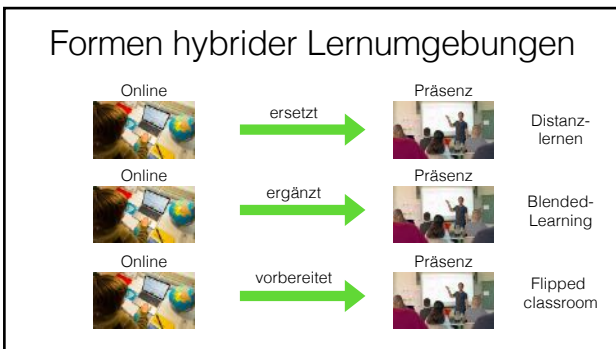 Formen hybrider Lernumgebungen
Online
ersetzt
Präsenz
Distanz-
lernen
Online
ergänzt
Präsenz
Blended-
Learning
Online
vorbereitet
Präsenz
Flipped
classroom